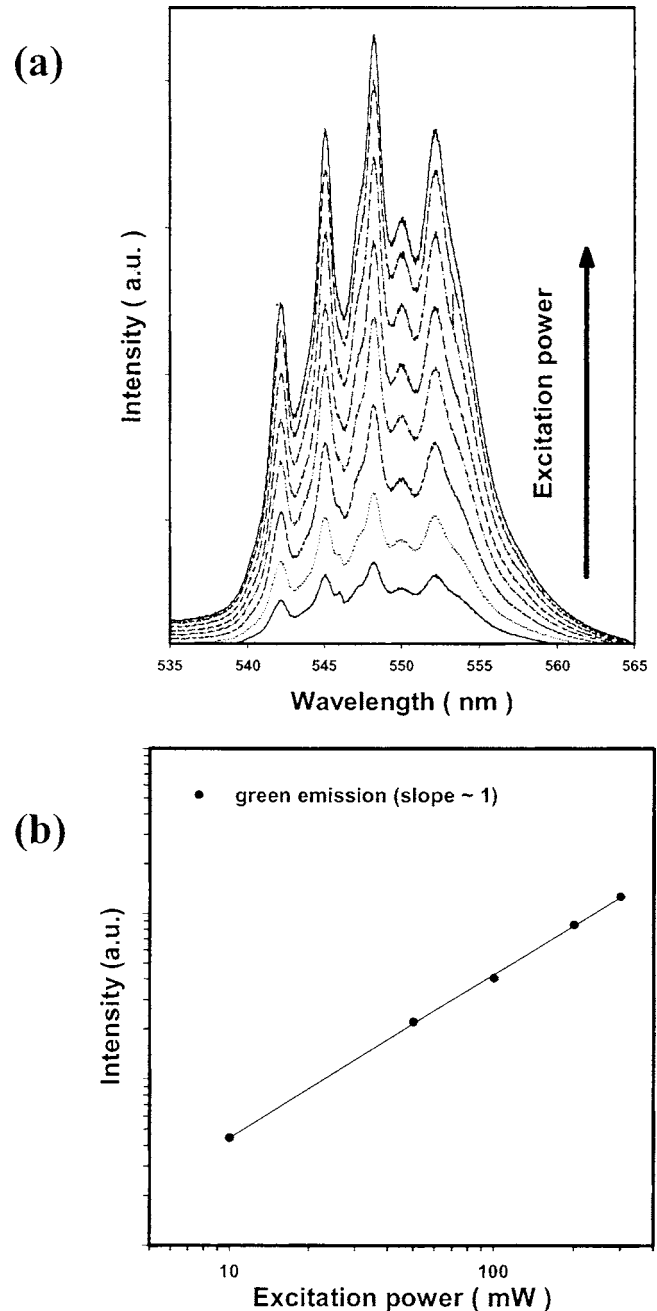 (a)
Intensity ( a.u. )
Excitation power
535 540 545 550 555 560 565
Wavelength ( nm )
(b)
green emission (slope ~ 1)
Intensity (a.u.)
10 100
Excitation power ( mW )